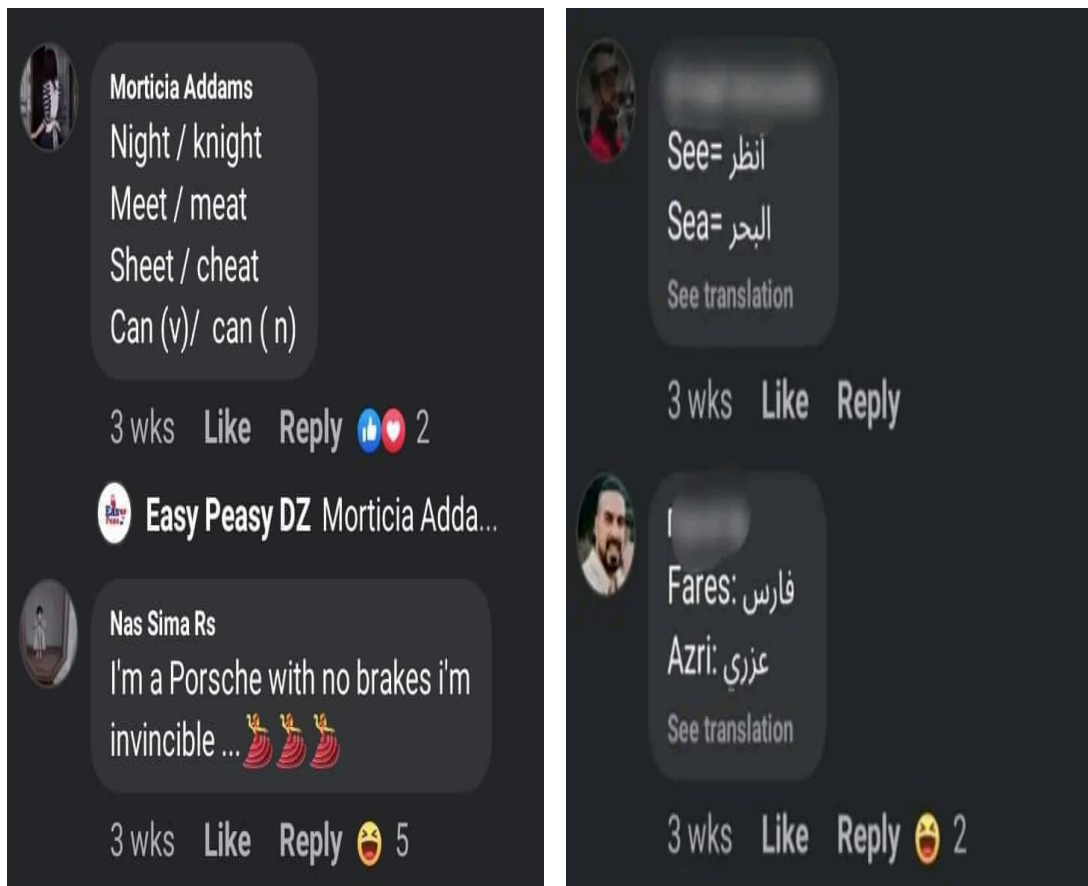 Morticia Addams
Night / knight
Meet / meat
Sheet / cheat
Can (v)/ can ( n)
3 wks Like Reply 2
Easy Peasy DZ Morticia Adda...
Nas Sima Rs
I'm a Porsche with no brakes i'm
invincible ...💃💃💃
3 wks Like Reply 5
See= أنظر
Sea= البحر
See translation
3 wks Like Reply
Fares: فارس
Azri: عزري
See translation
3 wks Like Reply 2